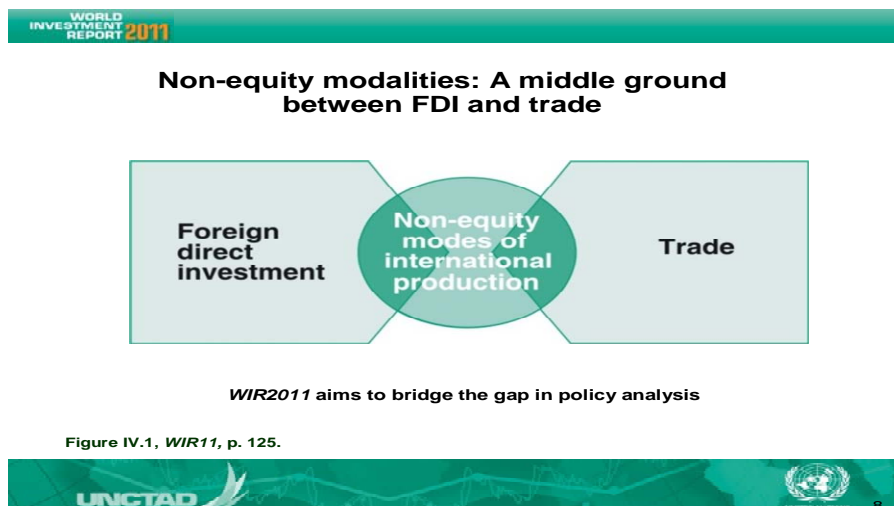 WORLD
INVESTMENT
REPORT 2011
Non-equity modalities: A middle ground
between FDI and trade
Foreign
direct
investment
Non-equity
modes of
international
production
Trade
WIR2011 aims to bridge the gap in policy analysis
Figure IV.1, WIR11, p. 125.
UNCTAD
8